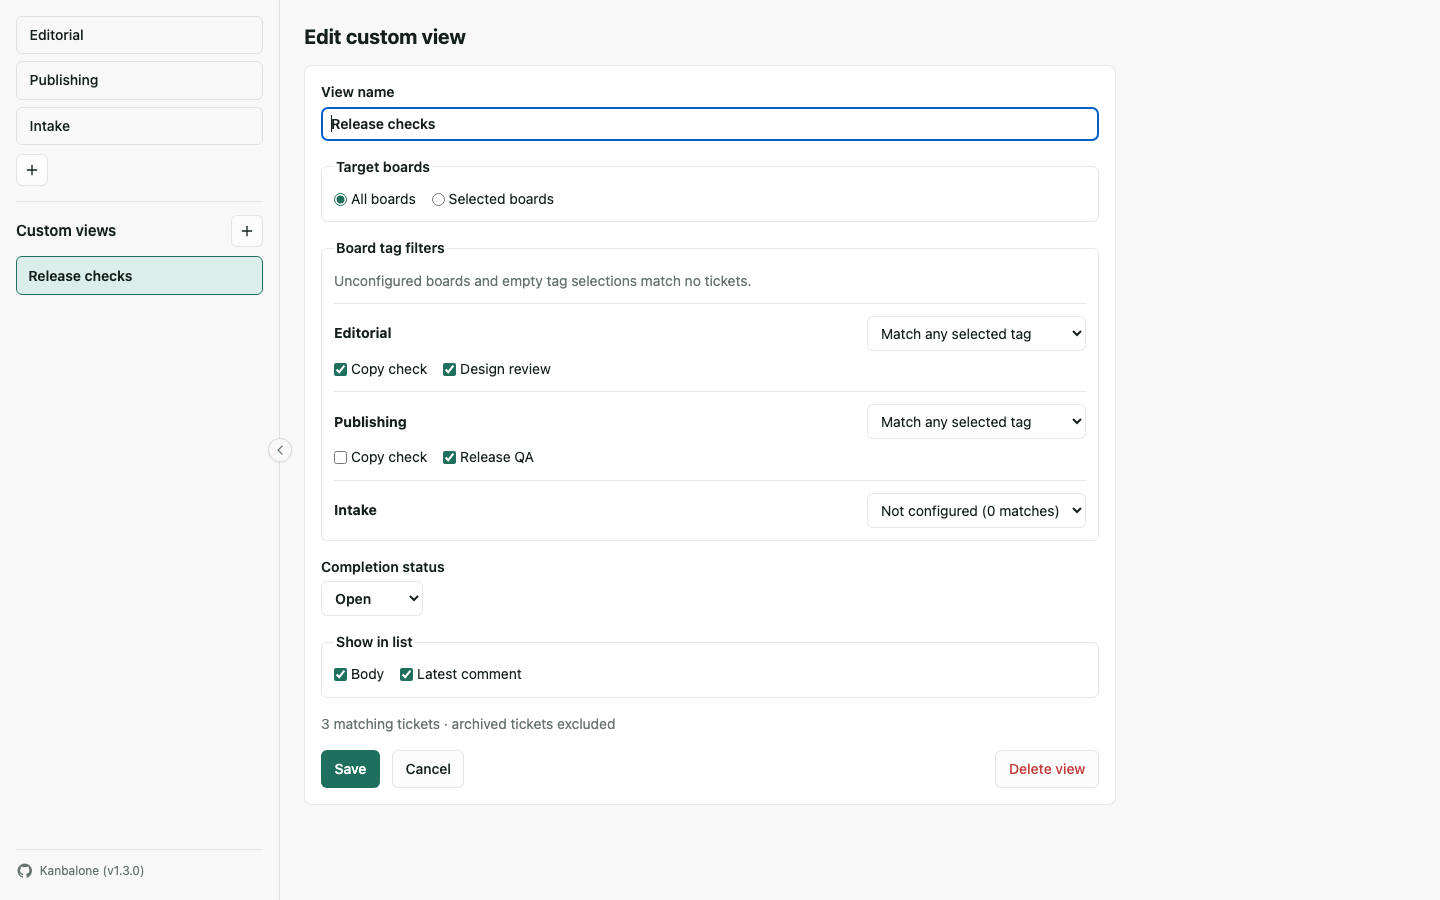 Editorial
Publishing
Intake
+
Custom views +
Release checks
Kanbalone (v1.3.0)
Edit custom view
View name
Release checks
Target boards
All boards Selected boards
Board tag filters
Unconfigured boards and empty tag selections match no tickets.
Editorial Match any selected tag
Copy check Design review
Publishing Match any selected tag
Copy check Release QA
Intake Not configured (0 matches)
Completion status
Open
Show in list
Body Latest comment
3 matching tickets · archived tickets excluded
Save Cancel Delete view